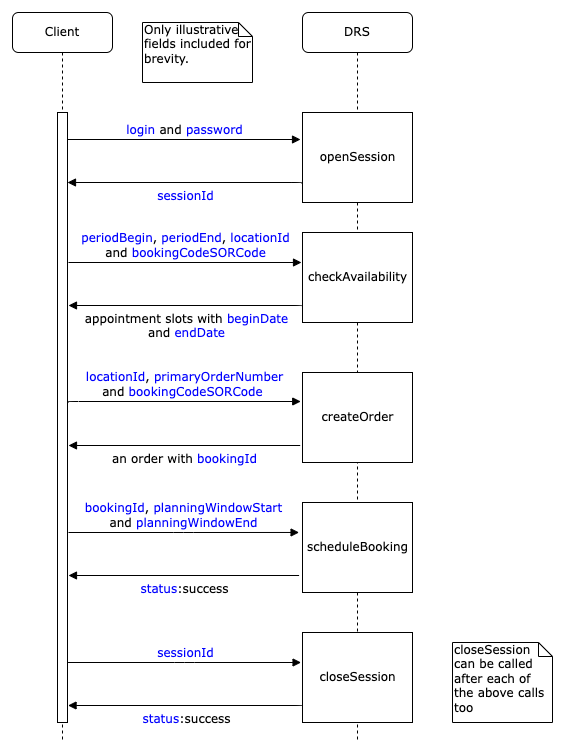 Client
Only illustrative
fields included for
brevity.
DRS
login and password
openSession
sessionId
periodBegin, periodEnd, locationId
and bookingCodeSORCode
checkAvailability
appointment slots with beginDate
and endDate
locationId, primaryOrderNumber
and bookingCodeSORCode
createOrder
an order with bookingId
bookingId, planningWindowStart
and planningWindowEnd
scheduleBooking
status:success
sessionId
closeSession
status:success
closeSession
can be called
after each of
the above calls
too